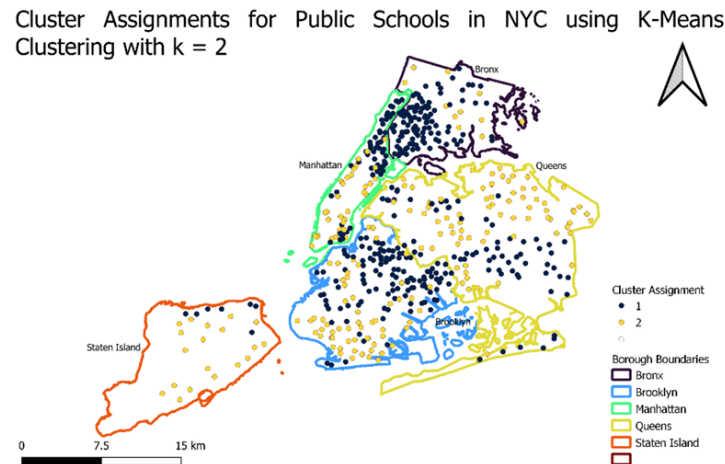 Cluster Assignments for Public Schools in NYC using K-Means
Clustering with k = 2
Bronx
Manhattan
Queens
Brooklyn
Staten Island
Cluster Assignment
1
2
Borough Boundaries
Bronx
Brooklyn
Manhattan
Queens
Staten Island
0 7.5 15 km